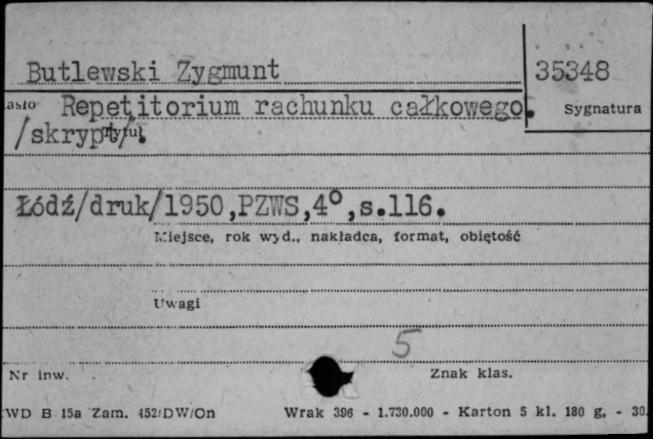 Butlewski Zygmunt
35348
Repetitorium rachunku całkowego.
Sygnatura
/skrypt/.
Łódź/druk/1950,PZWS,4°,s.116.
Miejsce, rok wyd., nakładca, format, objętość
Uwagi
5
Nr inw.
Znak klas.
WD B 15a Zam. 452/DW/On
Wrak 396 - 1.730.000 - Karton 5 kl. 180 g. - 30.